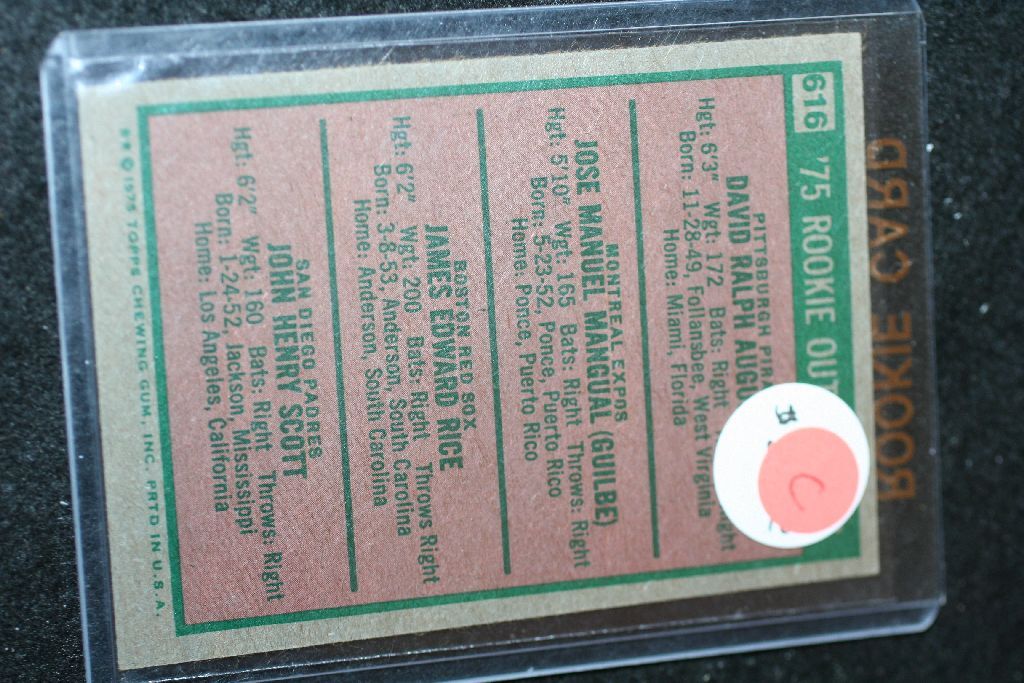 ROOKIE CARD
616 '75 ROOKIE OUT
PITTSBURGH PIR
DAVID RALPH AUGU
Hgt: 6'3" Wgt: 172 Bats: Right
Born: 11-28-49, Follansbee, West Virginia
Home: Miami, Florida
MONTREAL EXPOS
JOSE MANUEL MANGUAL (GUILBE)
Hgt: 5'10" Wgt: 165 Bats: Right Throws: Right
Born: 5-23-52, Ponce, Puerto Rico
Home: Ponce, Puerto Rico
BOSTON RED SOX
JAMES EDWARD RICE
Hgt: 6'2" Wgt: 200 Bats: Right Throws Right
Born: 3-8-53, Anderson, South Carolina
Home: Anderson, South Carolina
SAN DIEGO PADRES
JOHN HENRY SCOTT
Hgt: 6'2" Wgt: 160 Bats: Right Throws: Right
Born: 1-24-52, Jackson, Mississippi
Home: Los Angeles, California
** © 1975 TOPPS CHEWING GUM, INC. PRTD IN U.S.A.
C